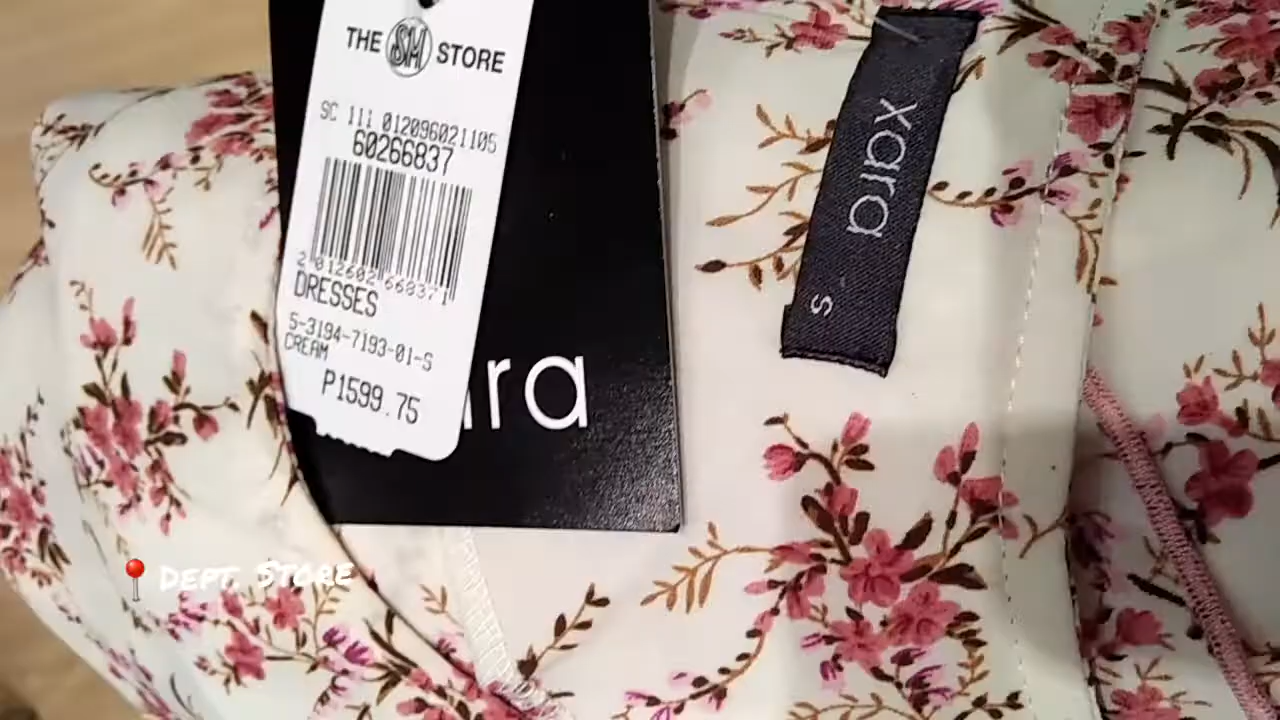 THE SM STORE
SC 111 012096021105
60266837
2 012602 668371
DRESSES
5-3194-7193-01-S
CREAM
P1599.75
ara
xara
S
📍DEPT. STORE